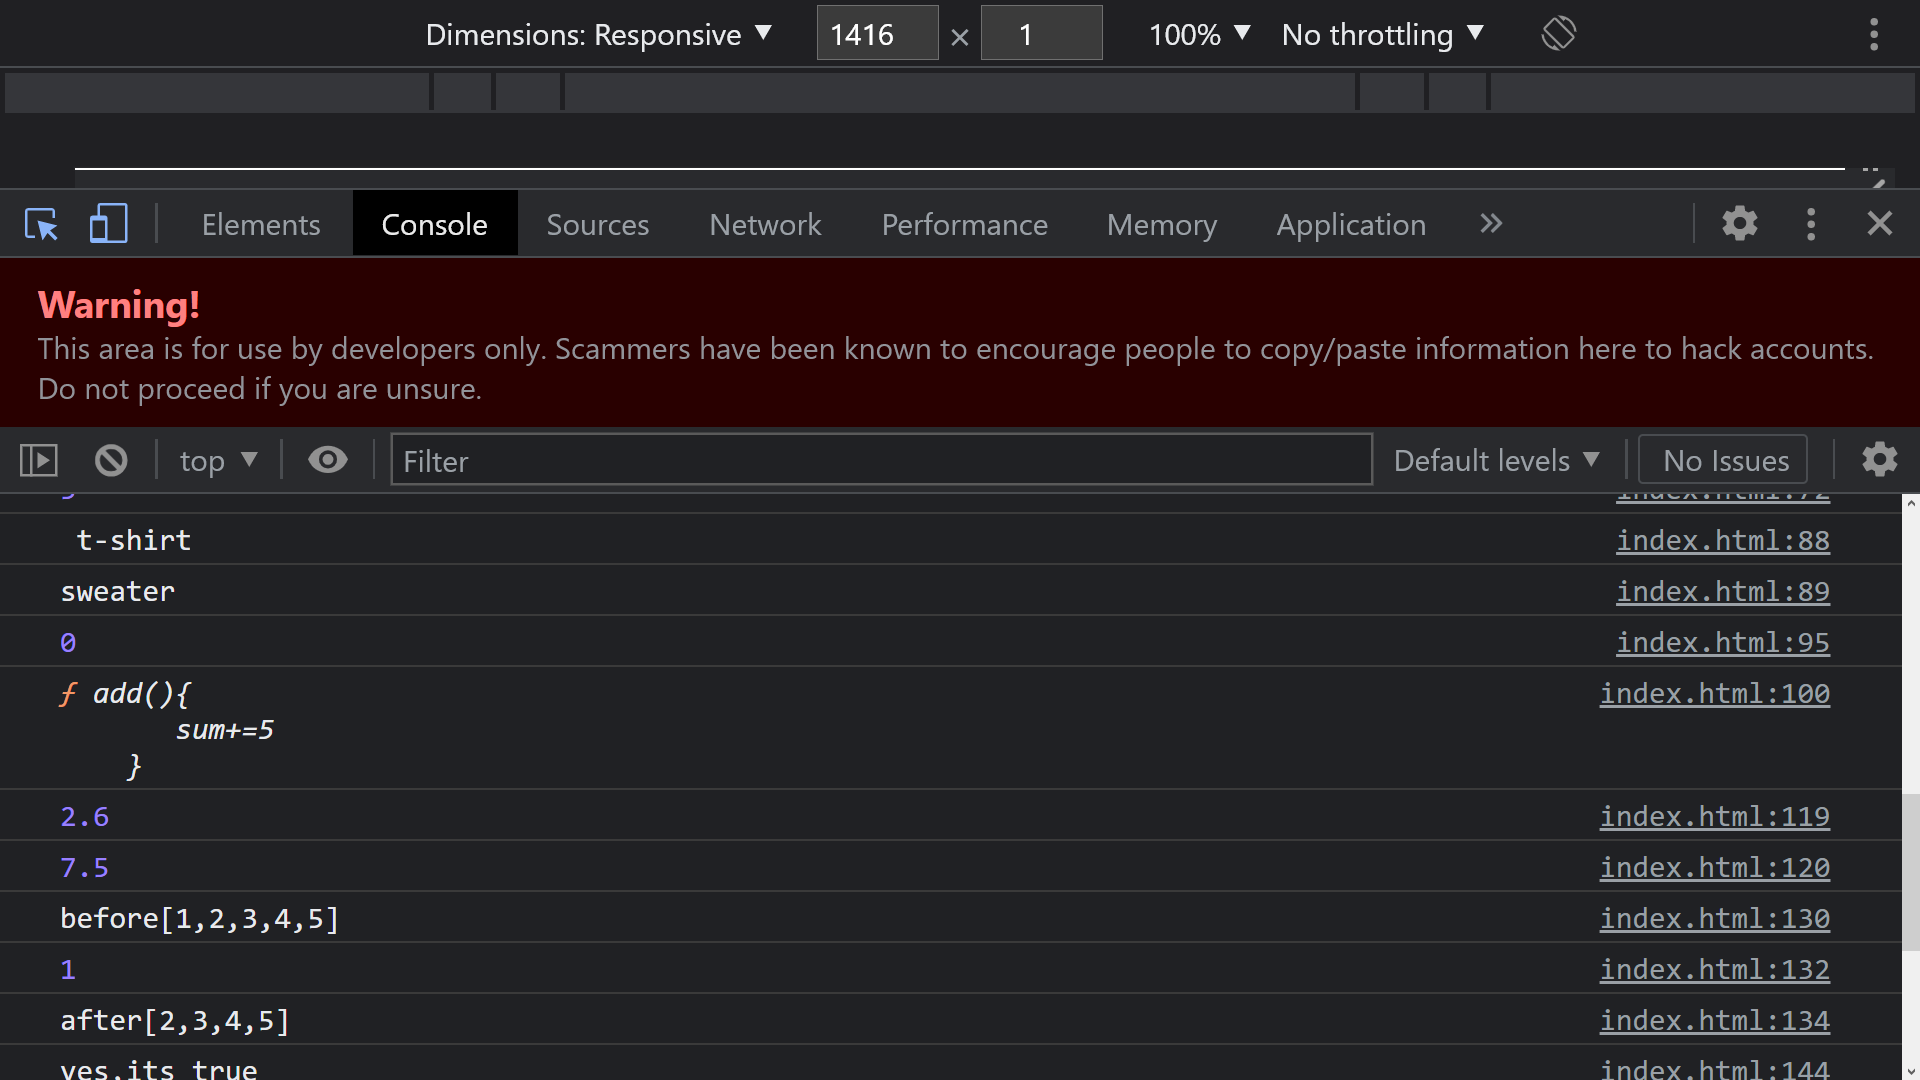 Dimensions: Responsive ▼ 1416 × 1 100% ▼ No throttling ▼
Elements Console Sources Network Performance Memory Application »
Warning!
This area is for use by developers only. Scammers have been known to encourage people to copy/paste information here to hack accounts.
Do not proceed if you are unsure.
top ▼ Filter Default levels ▼ No Issues
index.html:72
t-shirt index.html:88
sweater index.html:89
0 index.html:95
ƒ add(){ index.html:100
sum+=5
}
2.6 index.html:119
7.5 index.html:120
before[1,2,3,4,5] index.html:130
1 index.html:132
after[2,3,4,5] index.html:134
yes,its true index.html:144